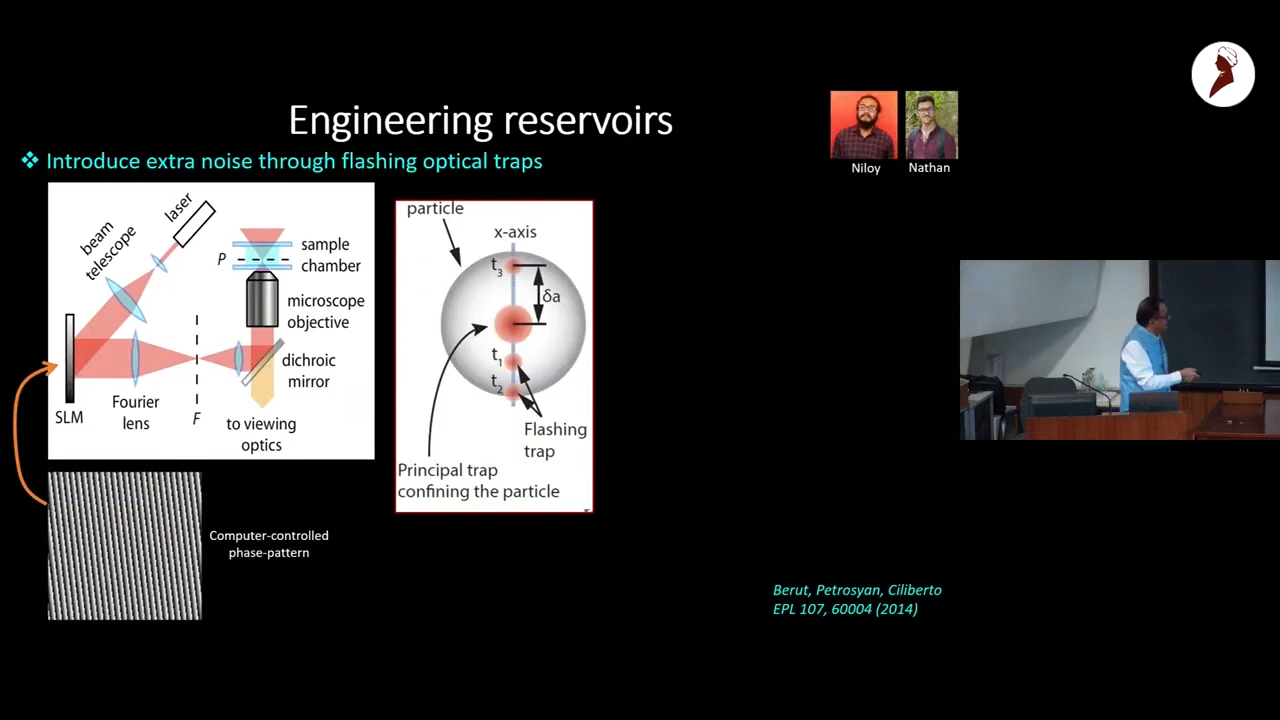 Engineering reservoirs
❖ Introduce extra noise through flashing optical traps
Niloy
Nathan
laser
beam
telescope
P
sample
chamber
microscope
objective
dichroic
mirror
SLM
Fourier
lens
F
to viewing
optics
particle
x-axis
t3
δa
t1
t2
Flashing
trap
Principal trap
confining the particle
Computer-controlled
phase-pattern
Berut, Petrosyan, Ciliberto
EPL 107, 60004 (2014)